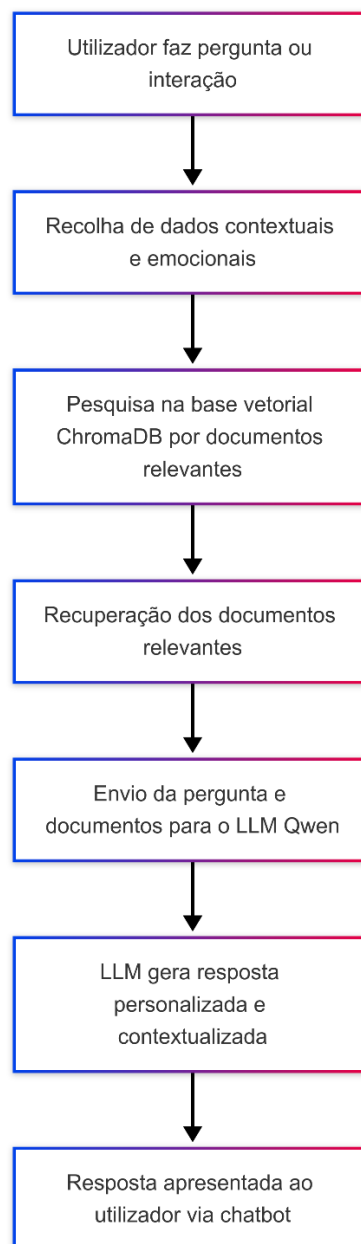 Utilizador faz pergunta ou
interação
Recolha de dados contextuais
e emocionais
Pesquisa na base vetorial
ChromaDB por documentos
relevantes
Recuperação dos documentos
relevantes
Envio da pergunta e
documentos para o LLM Qwen
LLM gera resposta
personalizada e
contextualizada
Resposta apresentada ao
utilizador via chatbot